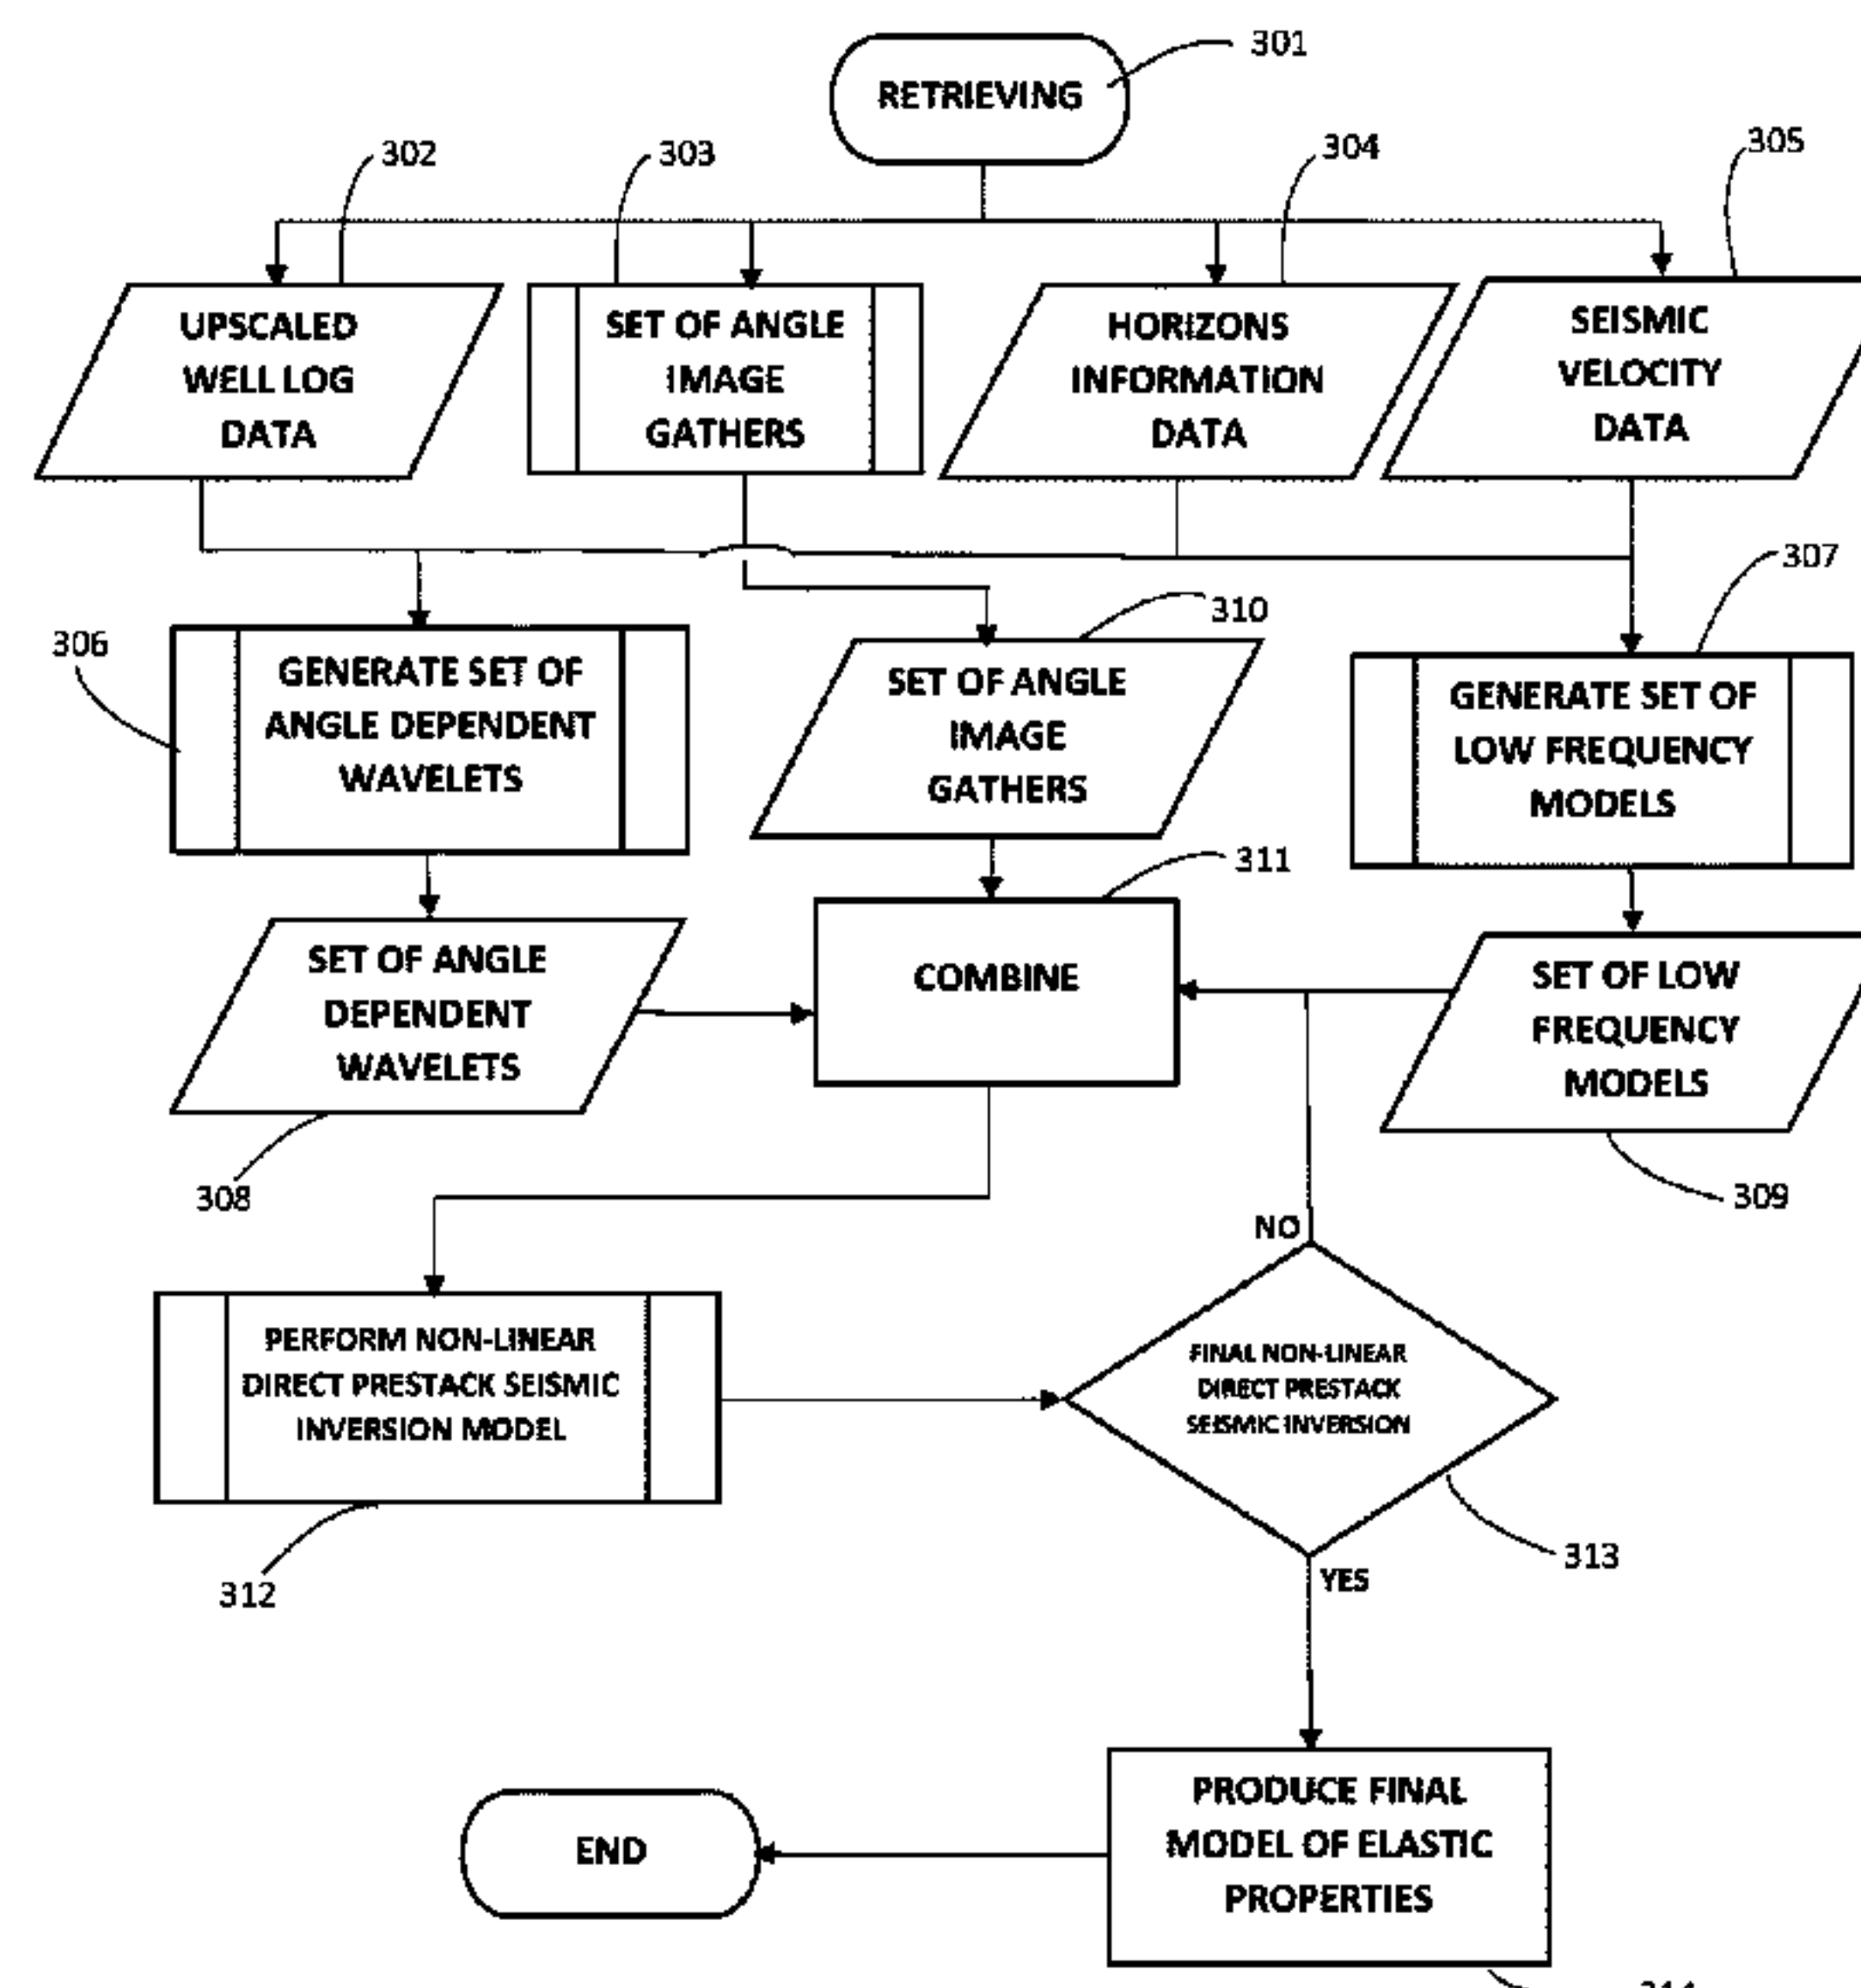 301
RETRIEVING
302
303
304
305
UPSCALED
WELL LOG
DATA
SET OF ANGLE
IMAGE
GATHERS
HORIZONS
INFORMATION
DATA
SEISMIC
VELOCITY
DATA
307
310
306
GENERATE SET OF
ANGLE DEPENDENT
WAVELETS
SET OF ANGLE
IMAGE
GATHERS
GENERATE SET OF
LOW FREQUENCY
MODELS
311
SET OF ANGLE
DEPENDENT
WAVELETS
COMBINE
SET OF LOW
FREQUENCY
MODELS
308
309
NO
PERFORM NON-LINEAR
DIRECT PRESTACK SEISMIC
INVERSION MODEL
FINAL NON-LINEAR
DIRECT PRESTACK
SEISMIC INVERSION
313
312
YES
PRODUCE FINAL
MODEL OF ELASTIC
PROPERTIES
END